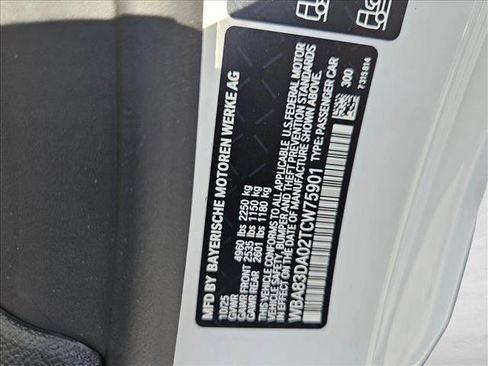 MFD BY BAYERISCHE MOTOREN WERKE AG
10/25
GVWR 4960 lbs 2250 kg
GAWR FRONT 2535 lbs 1150 kg
GAWR REAR 2601 lbs 1180 kg
THIS VEHICLE CONFORMS TO ALL APPLICABLE U.S. FEDERAL MOTOR
VEHICLE SAFETY, BUMPER, AND THEFT PREVENTION STANDARDS
IN EFFECT ON THE DATE OF MANUFACTURE SHOWN ABOVE.
WBA83DA02TCW75901 TYPE: PASSENGER CAR
300
7315814